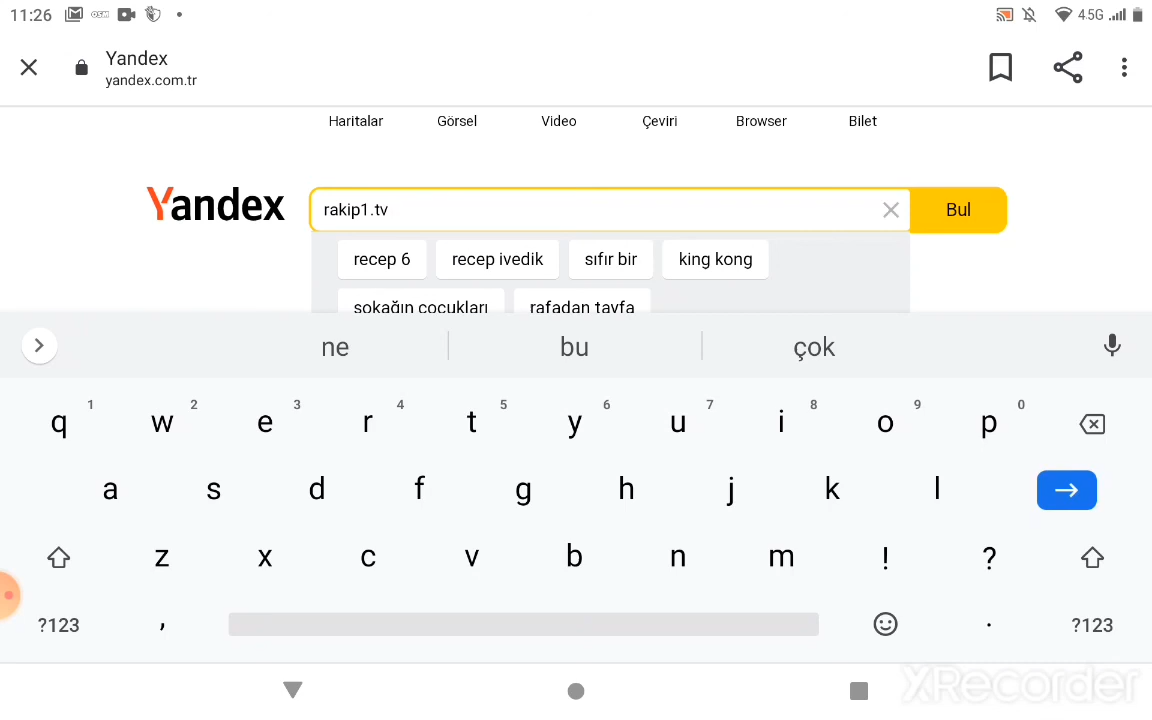 11:26 OSM 4.5G
Yandex
yandex.com.tr
Haritalar Görsel Video Çeviri Browser Bilet
Yandex rakip1.tv Bul
recep 6 recep ivedik sıfır bir king kong
sokağın çocukları rafadan tayfa
ne bu çok
1 2 3 4 5 6 7 8 9 0
q w e r t y u i o p
a s d f g h j k l
z x c v b n m ! ?
?123 , . ?123
XRecorder